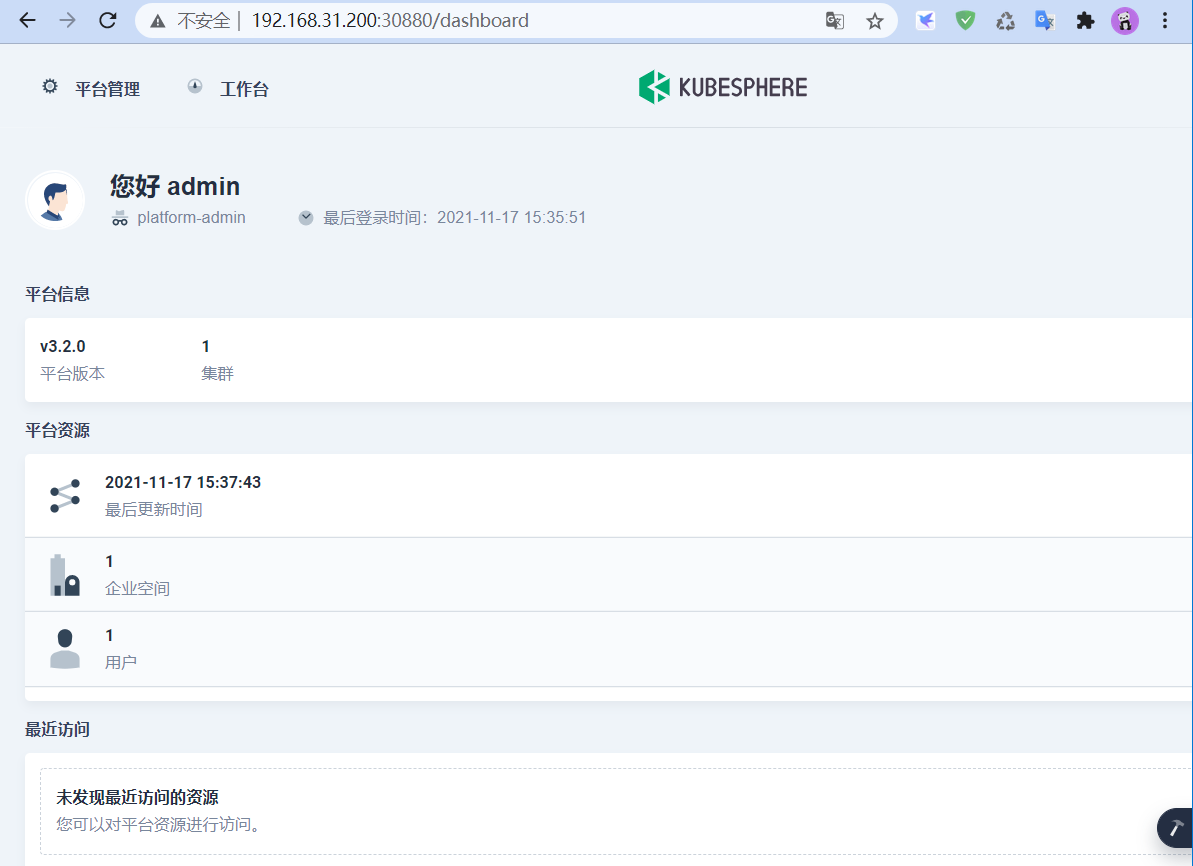 不安全 | 192.168.31.200:30880/dashboard
平台管理 工作台 KUBESPHERE
您好 admin
platform-admin 最后登录时间：2021-11-17 15:35:51
平台信息
v3.2.0 1
平台版本 集群
平台资源
2021-11-17 15:37:43
最后更新时间
1
企业空间
1
用户
最近访问
未发现最近访问的资源
您可以对平台资源进行访问。